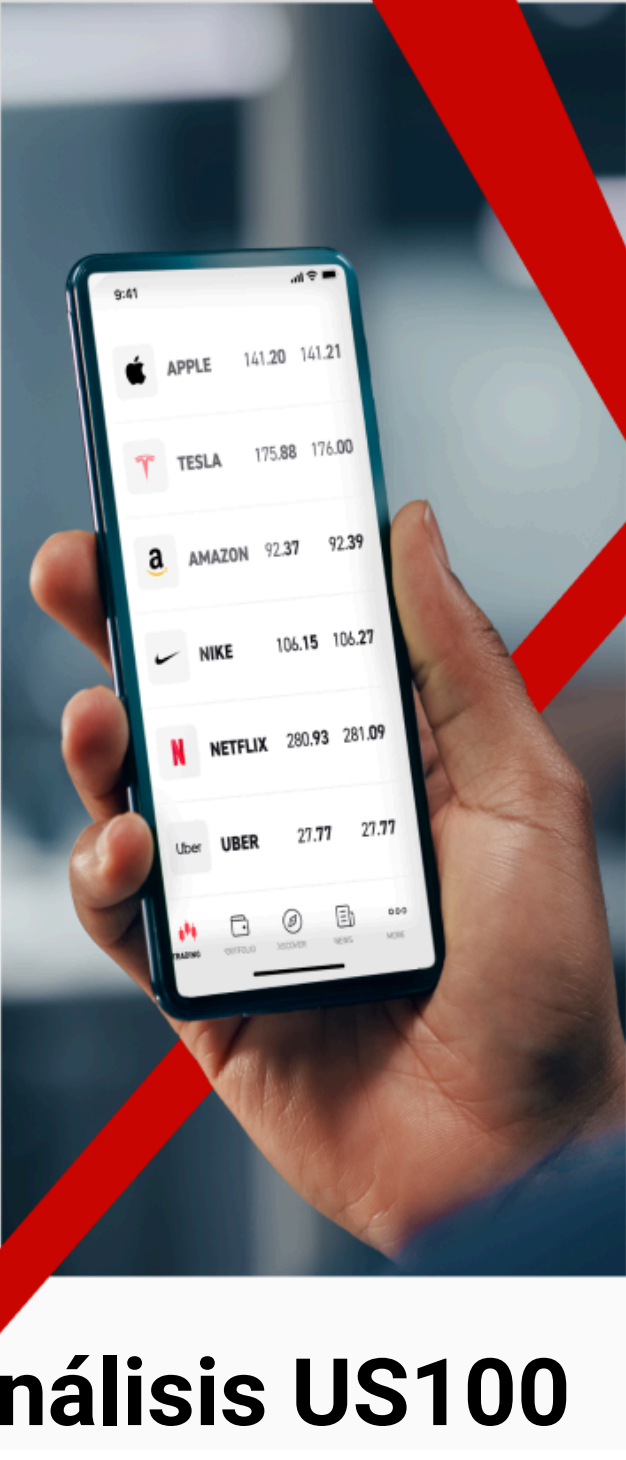 9:41
APPLE 141.20 141.21
TESLA 175.88 176.00
a AMAZON 92.37 92.39
NIKE 106.15 106.27
N NETFLIX 280.93 281.09
Uber UBER 27.77 27.77
TRADING PORTFOLIO DISCOVER NEWS MORE
nálisis US100